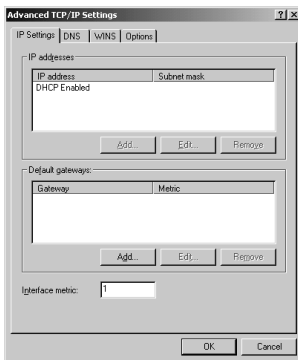 Advanced TCP/IP Settings
IP Settings DNS WINS Options
IP addresses
IP address Subnet mask
DHCP Enabled
Add... Edit... Remove
Default gateways:
Gateway Metric
Add... Edit... Remove
Interface metric: 1
OK Cancel